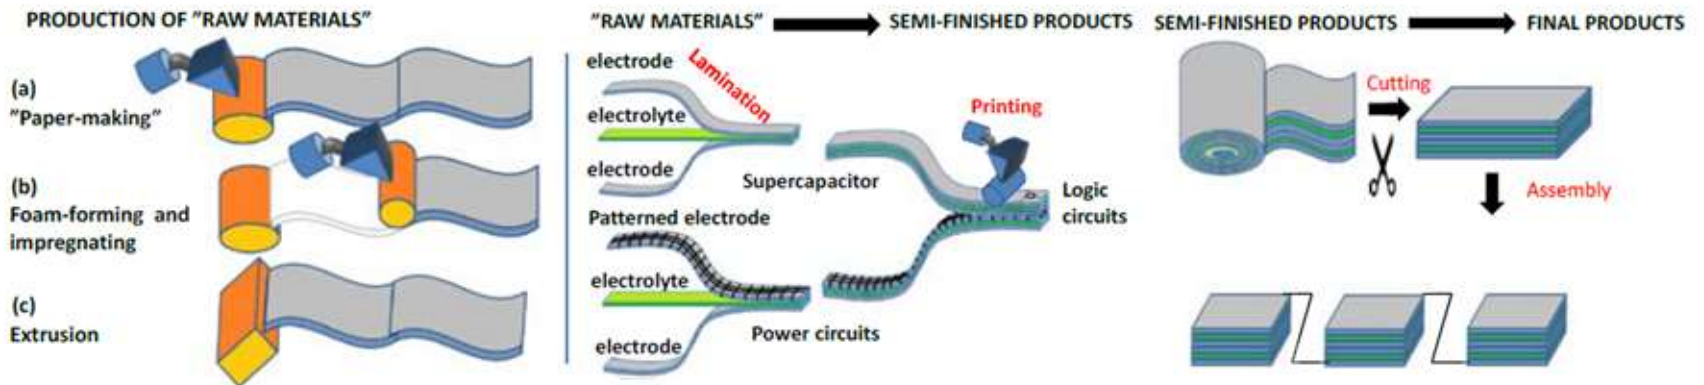 PRODUCTION OF "RAW MATERIALS"
(a)
"Paper-making"
(b)
Foam-forming and
impregnating
(c)
Extrusion
"RAW MATERIALS"
SEMI-FINISHED PRODUCTS
electrode
Lamination
electrolyte
electrode
Supercapacitor
Printing
Logic
circuits
Patterned electrode
electrolyte
Power circuits
electrode
SEMI-FINISHED PRODUCTS
FINAL PRODUCTS
Cutting
Assembly